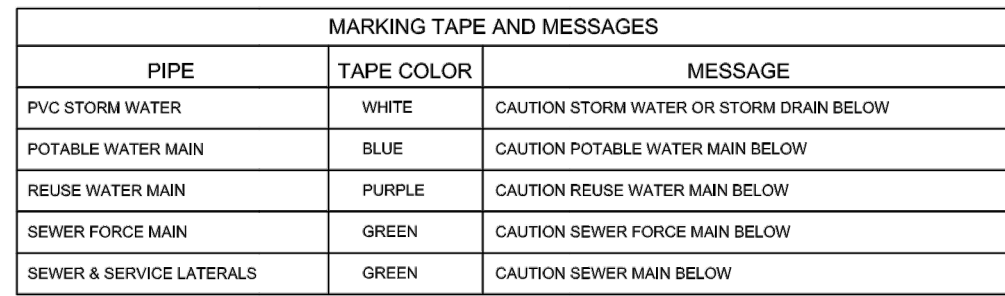 MARKING TAPE AND MESSAGES
PIPE TAPE COLOR MESSAGE
PVC STORM WATER WHITE CAUTION STORM WATER OR STORM DRAIN BELOW
POTABLE WATER MAIN BLUE CAUTION POTABLE WATER MAIN BELOW
REUSE WATER MAIN PURPLE CAUTION REUSE WATER MAIN BELOW
SEWER FORCE MAIN GREEN CAUTION SEWER FORCE MAIN BELOW
SEWER & SERVICE LATERALS GREEN CAUTION SEWER MAIN BELOW